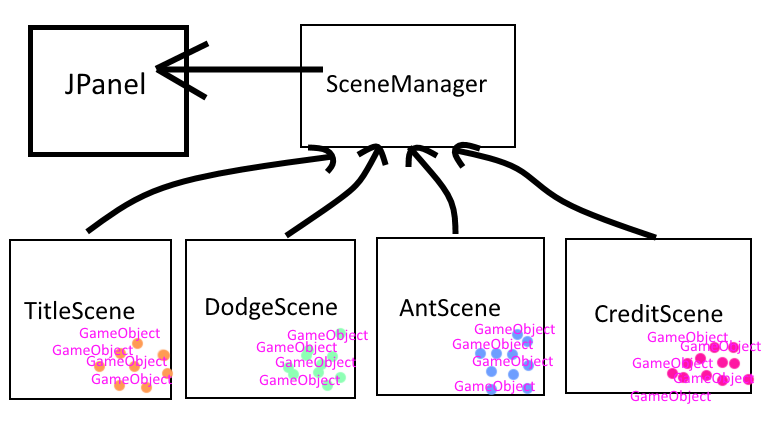 JPanel
SceneManager
TitleScene
GameObject
GameObject
GameObject
GameObject
DodgeScene
GameObject
GameObject
GameObject
GameObject
AntScene
GameObject
GameObject
GameObject
GameObject
CreditScene
GameObject
GameObject
GameObject
GameObject
GameObject